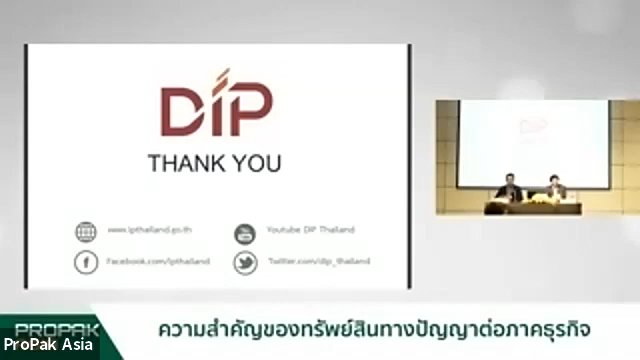 DIP
THANK YOU
www.ipthailand.go.th
Youtube DIP Thailand
Facebook.com/ipthailand
Twitter.com/dip_thailand
DIP
PROPAK
ความสำคัญของทรัพย์สินทางปัญญาต่อภาคธุรกิจ
ProPak Asia